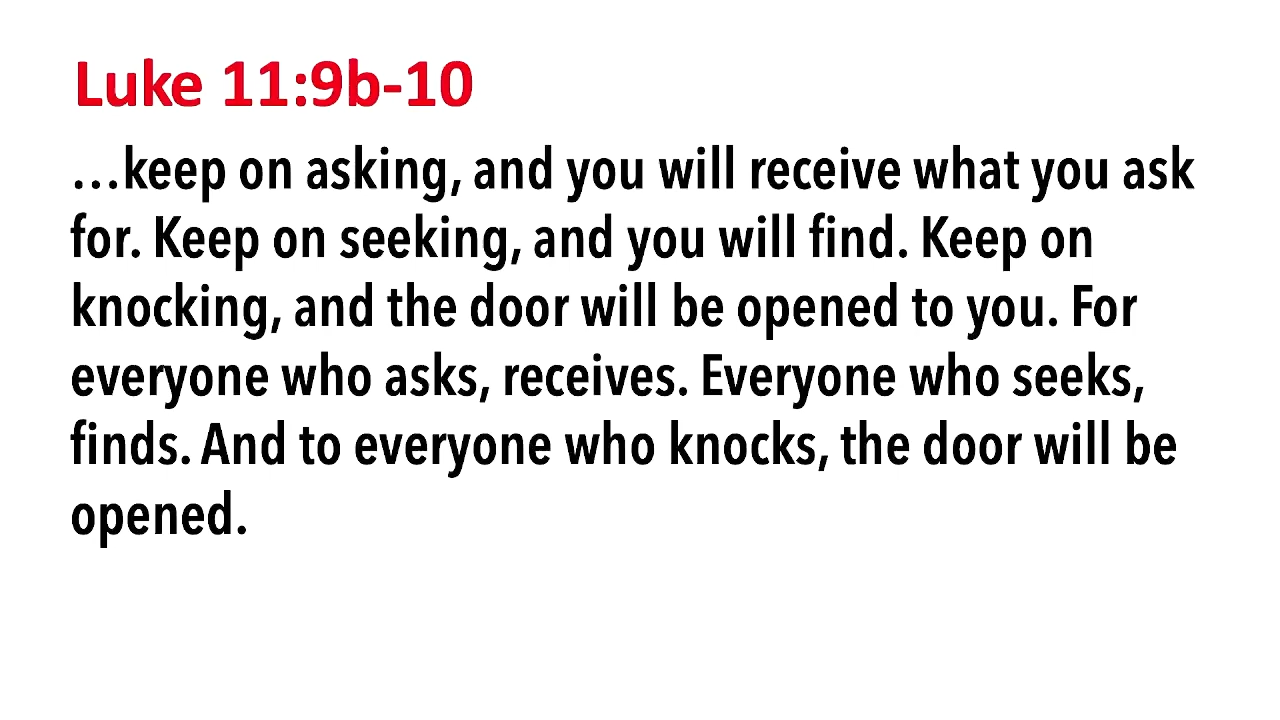 Luke 11:9b-10
…keep on asking, and you will receive what you ask
for. Keep on seeking, and you will find. Keep on
knocking, and the door will be opened to you. For
everyone who asks, receives. Everyone who seeks,
finds. And to everyone who knocks, the door will be
opened.